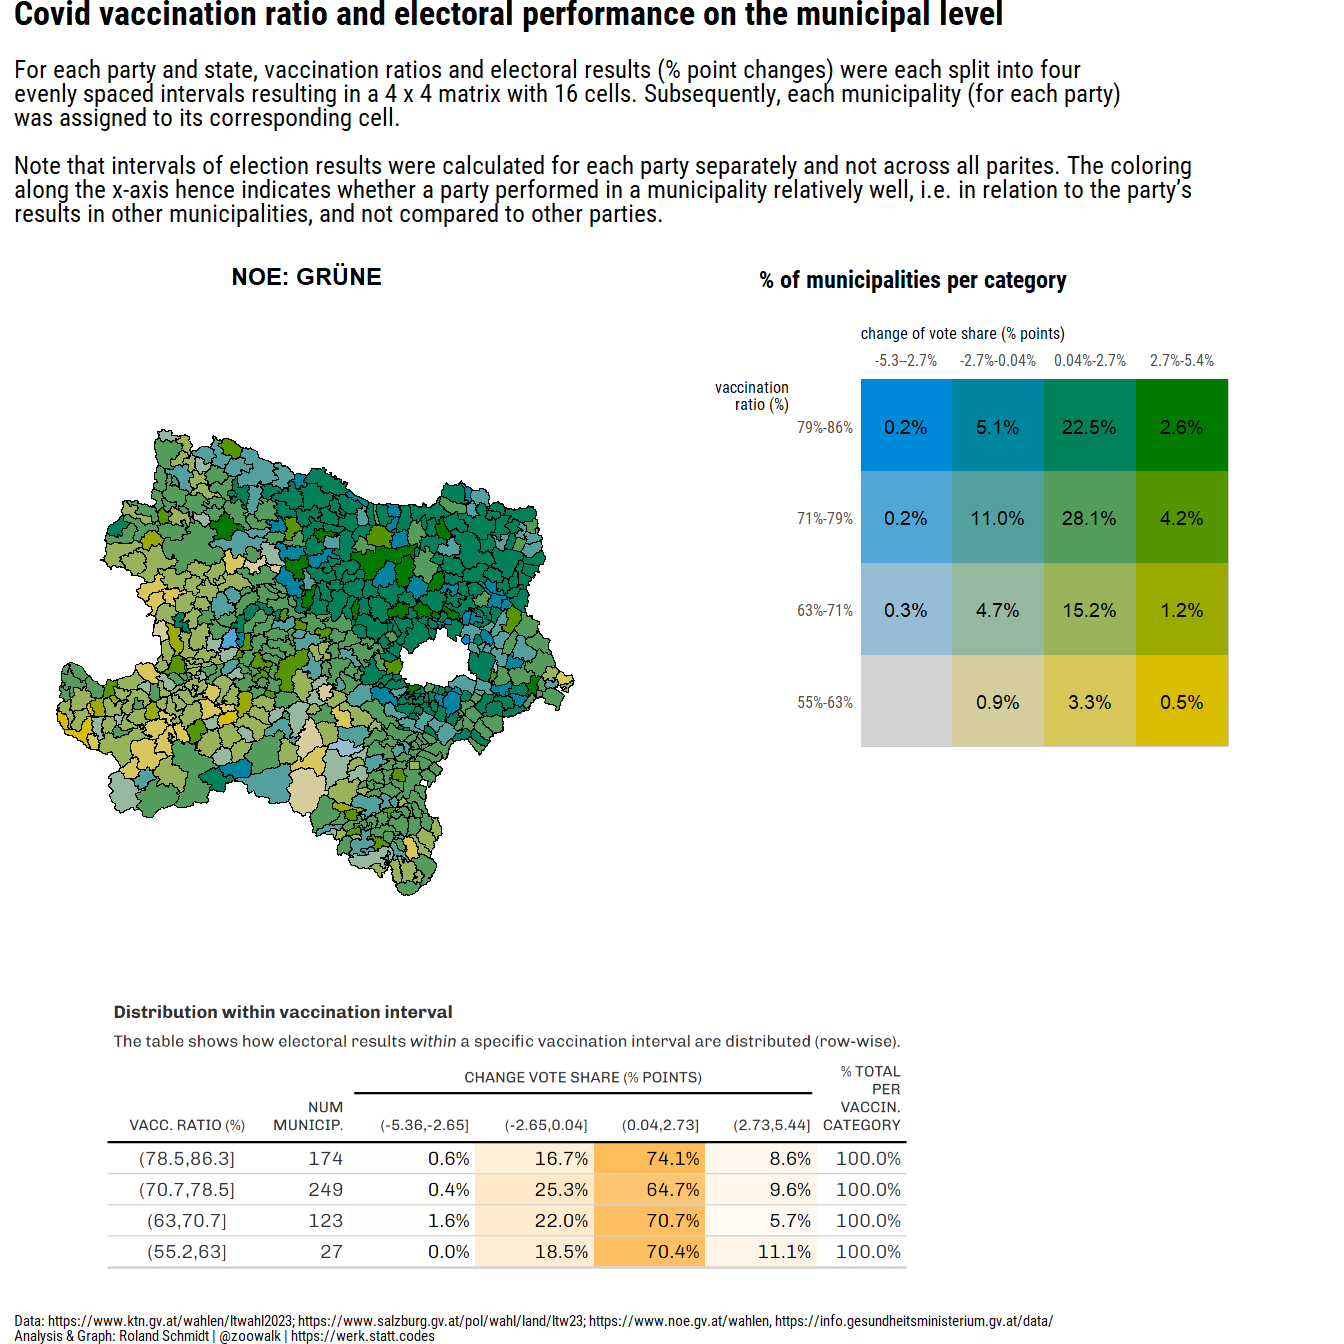 Covid vaccination ratio and electoral performance on the municipal level
For each party and state, vaccination ratios and electoral results (% point changes) were each split into four
evenly spaced intervals resulting in a 4 x 4 matrix with 16 cells. Subsequently, each municipality (for each party)
was assigned to its corresponding cell.
Note that intervals of election results were calculated for each party separately and not across all parites. The coloring
along the x-axis hence indicates whether a party performed in a municipality relatively well, i.e. in relation to the party's
results in other municipalities, and not compared to other parties.
NOE: GRÜNE
% of municipalities per category
change of vote share (% points)
-5.3--2.7% -2.7%-0.04% 0.04%-2.7% 2.7%-5.4%
vaccination
ratio (%)
79%-86% 0.2% 5.1% 22.5% 2.6%
71%-79% 0.2% 11.0% 28.1% 4.2%
63%-71% 0.3% 4.7% 15.2% 1.2%
55%-63% 0.9% 3.3% 0.5%
Distribution within vaccination interval
The table shows how electoral results within a specific vaccination interval are distributed (row-wise).
CHANGE VOTE SHARE (% POINTS)
VACC. RATIO (%) NUM MUNICIP. (-5.36,-2.65] (-2.65,0.04] (0.04,2.73] (2.73,5.44] % TOTAL PER VACCIN. CATEGORY
(78.5,86.3] 174 0.6% 16.7% 74.1% 8.6% 100.0%
(70.7,78.5] 249 0.4% 25.3% 64.7% 9.6% 100.0%
(63,70.7] 123 1.6% 22.0% 70.7% 5.7% 100.0%
(55.2,63] 27 0.0% 18.5% 70.4% 11.1% 100.0%
Data: https://www.ktn.gv.at/wahlen/ltwahl2023; https://www.salzburg.gv.at/pol/wahl/land/ltw23; https://www.noe.gv.at/wahlen, https://info.gesundheitsministerium.gv.at/data/
Analysis & Graph: Roland Schmidt | @zoowalk | https://werk.statt.codes